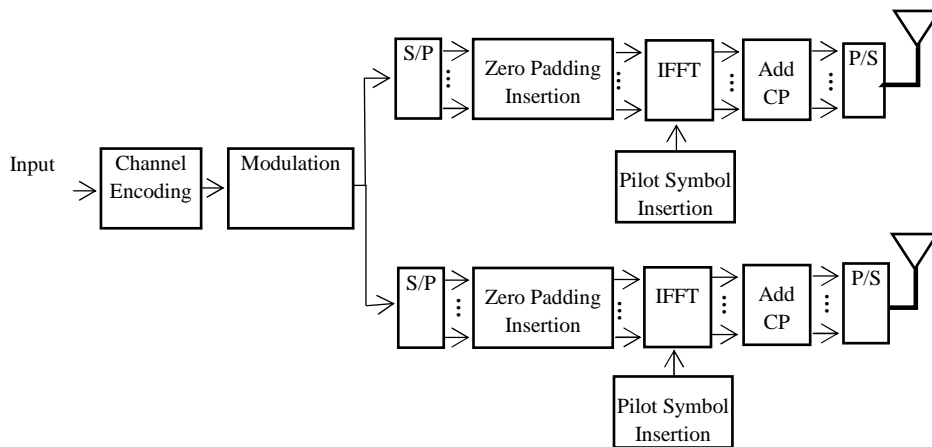 S/P
Zero Padding
Insertion
IFFT
Add
CP
P/S
Pilot Symbol
Insertion
Input
Channel
Encoding
Modulation
S/P
Zero Padding
Insertion
IFFT
Add
CP
P/S
Pilot Symbol
Insertion